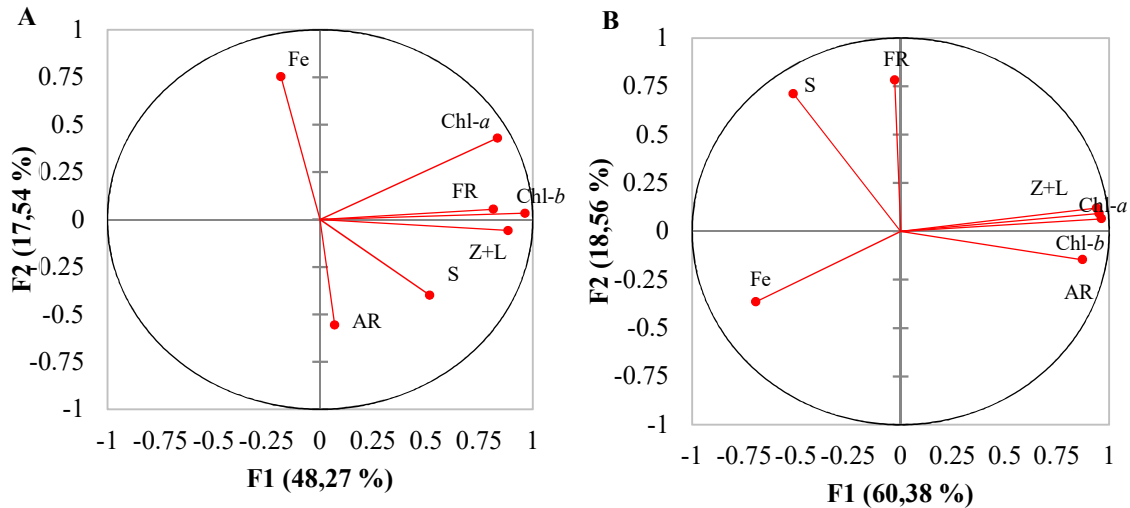 A
1
0.75
0.5
0.25
0
-0.25
-0.5
-0.75
-1
F2 (17,54 %)
Fe
Chl-a
FR
Chl-b
Z+L
S
AR
-1 -0.75 -0.5 -0.25 0 0.25 0.5 0.75 1
F1 (48,27 %)
B
1
0.75
0.5
0.25
0
-0.25
-0.5
-0.75
-1
F2 (18,56 %)
FR
S
Z+L
Chl-a
Chl-b
Fe
AR
-1 -0.75 -0.5 -0.25 0 0.25 0.5 0.75 1
F1 (60,38 %)